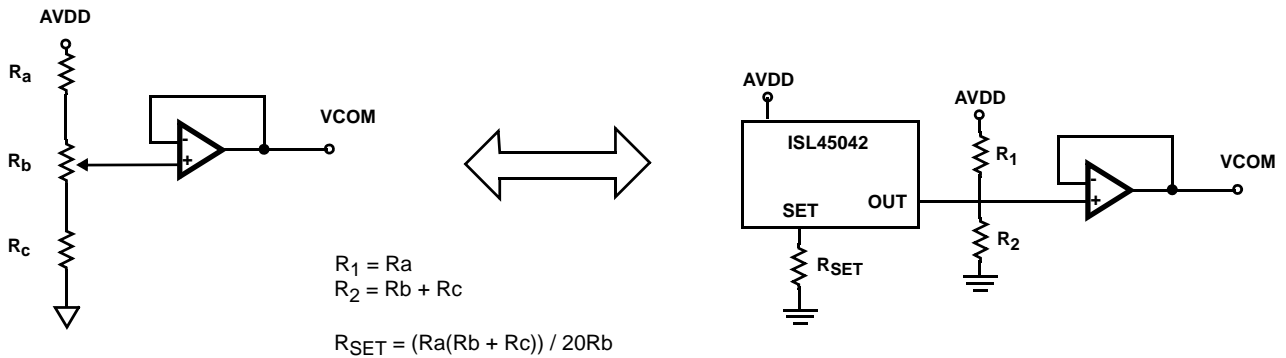 AVDD
Ra
Rb
Rc
-
+
VCOM
R1 = Ra
R2 = Rb + Rc
RSET = (Ra(Rb + Rc)) / 20Rb
AVDD
ISL45042
SET
OUT
RSET
AVDD
R1
R2
-
+
VCOM